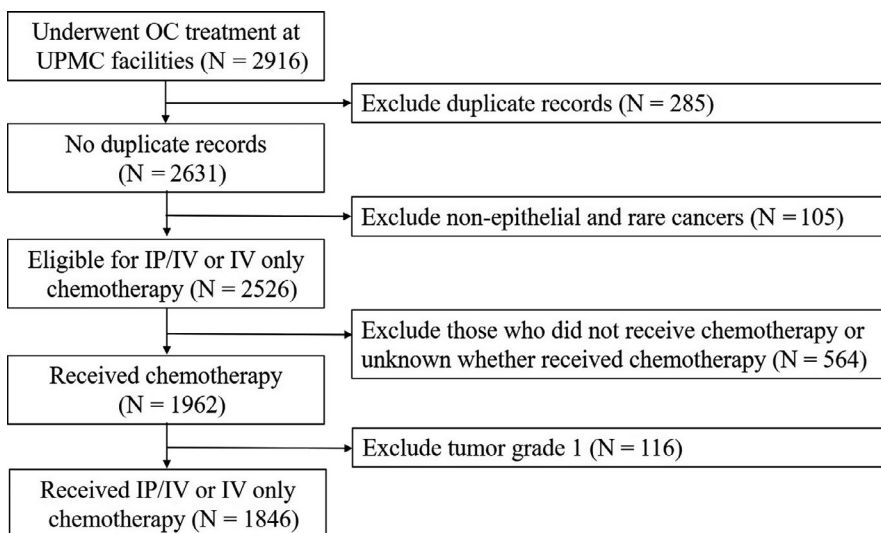 Underwent OC treatment at
UPMC facilities (N = 2916)
Exclude duplicate records (N = 285)
No duplicate records
(N = 2631)
Exclude non-epithelial and rare cancers (N = 105)
Eligible for IP/IV or IV only
chemotherapy (N = 2526)
Exclude those who did not receive chemotherapy or
unknown whether received chemotherapy (N = 564)
Received chemotherapy
(N = 1962)
Exclude tumor grade 1 (N = 116)
Received IP/IV or IV only
chemotherapy (N = 1846)